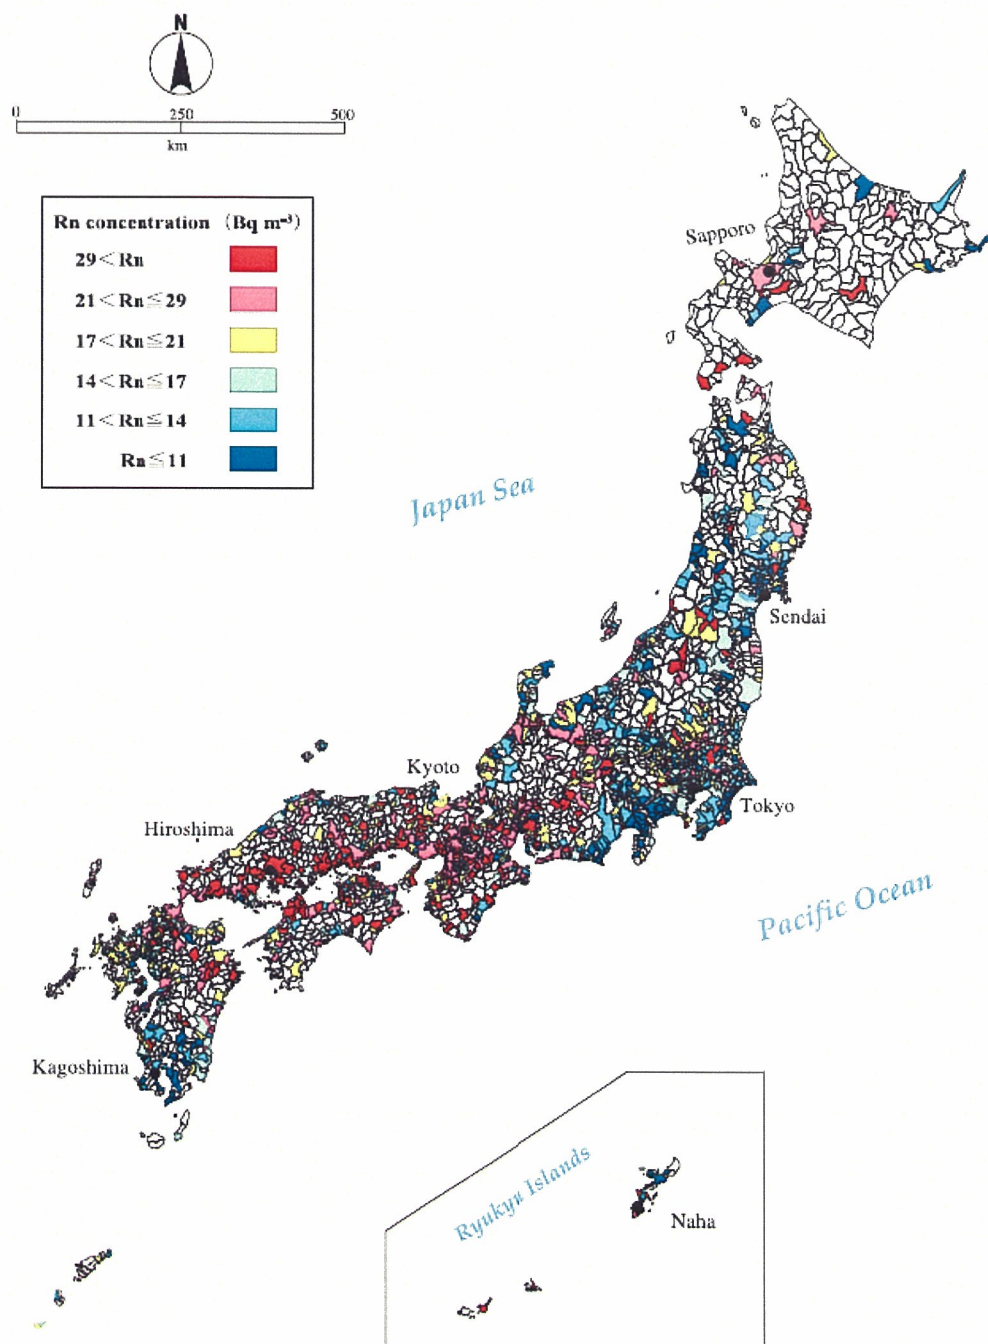 N
0 250 500
km
Rn concentration (Bq m⁻³)
29<Rn
21<Rn≦29
17<Rn≦21
14<Rn≦17
11<Rn≦14
Rn≦11
Sapporo
Japan Sea
Sendai
Kyoto
Tokyo
Hiroshima
Pacific Ocean
Kagoshima
Ryukyu Islands
Naha